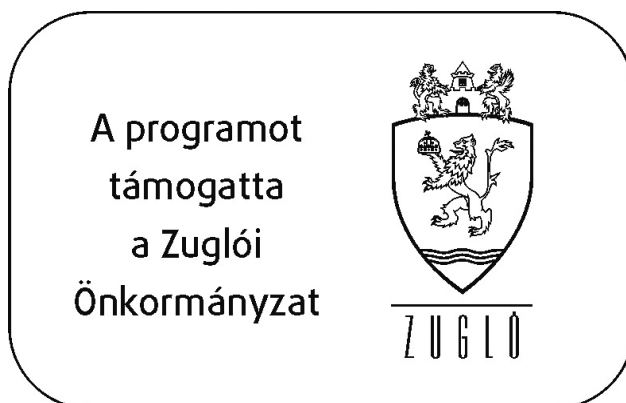 A programot
támogatta
a Zuglói
Önkormányzat
ZUGLÓ